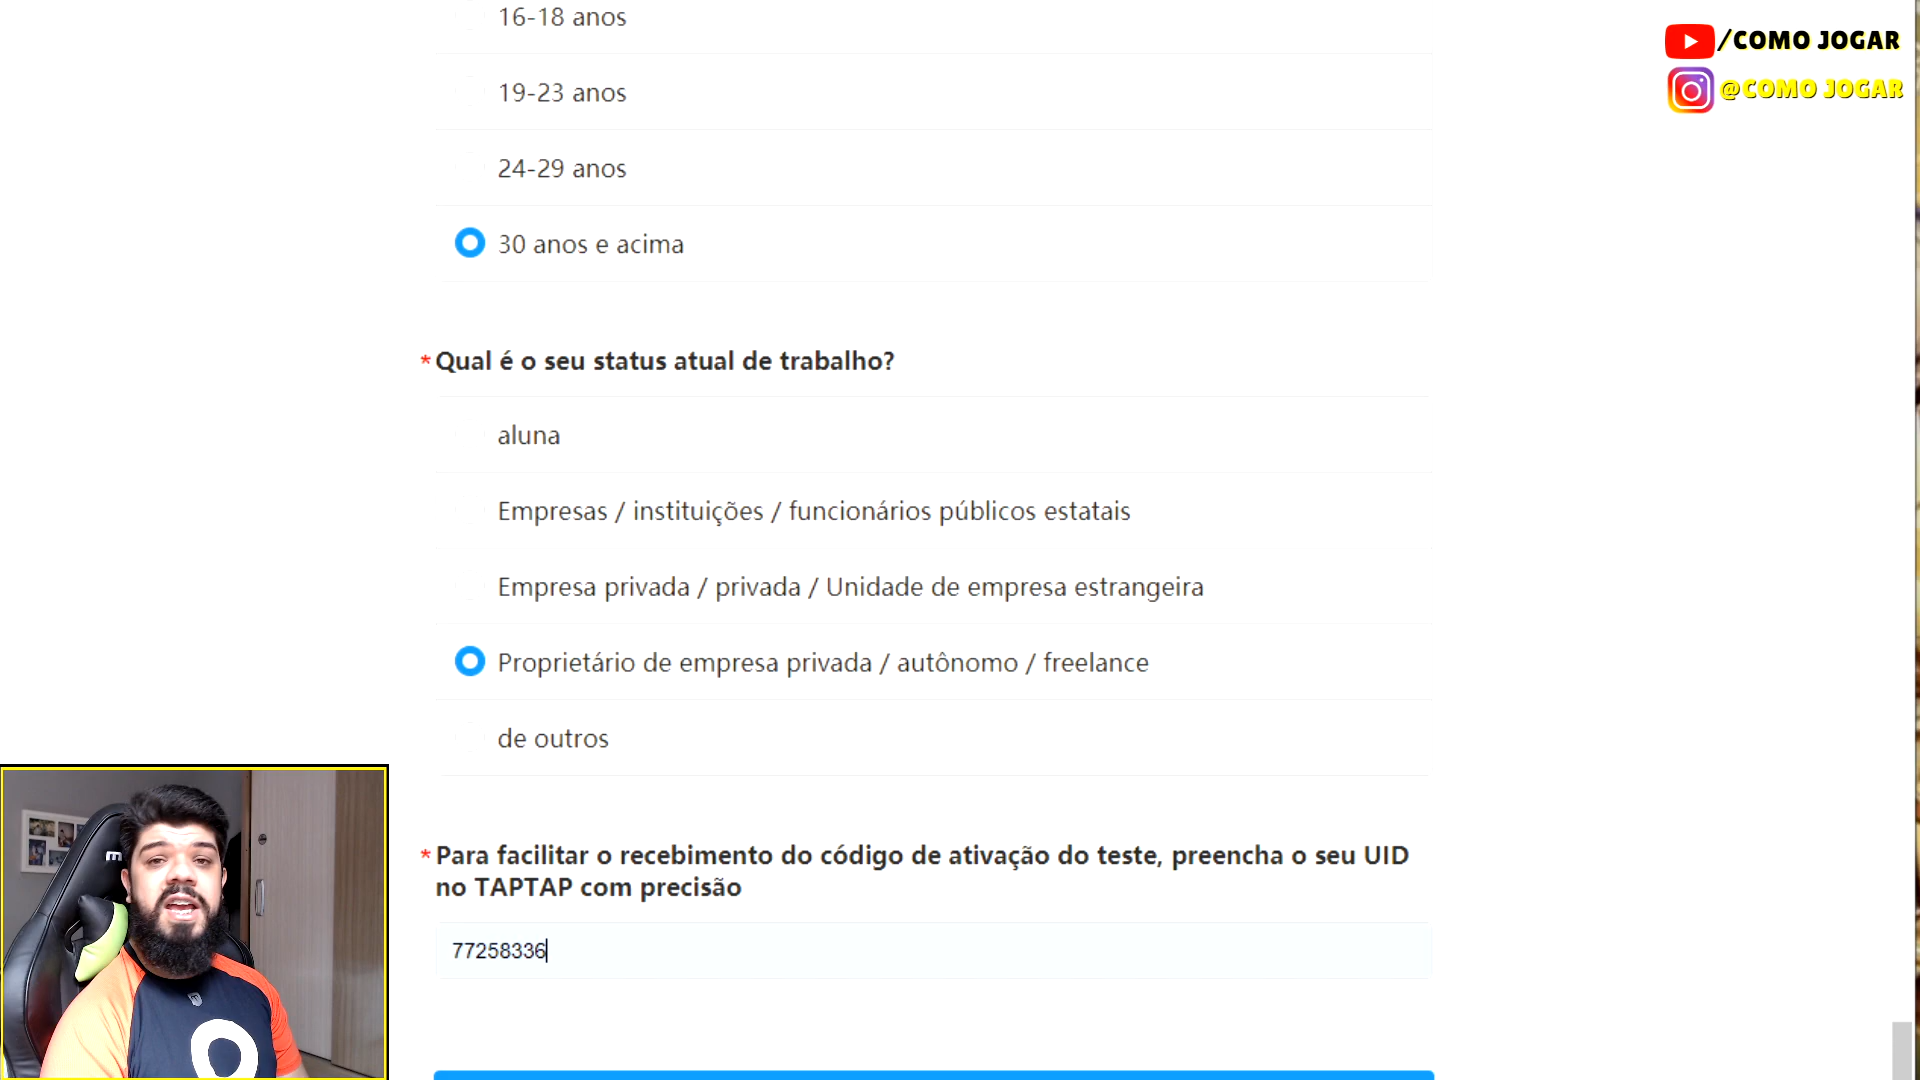 16-18 anos
/COMO JOGAR
@COMO JOGAR
19-23 anos
24-29 anos
30 anos e acima
*Qual é o seu status atual de trabalho?
aluna
Empresas / instituições / funcionários públicos estatais
Empresa privada / privada / Unidade de empresa estrangeira
Proprietário de empresa privada / autônomo / freelance
de outros
*Para facilitar o recebimento do código de ativação do teste, preencha o seu UID
no TAPTAP com precisão
77258336